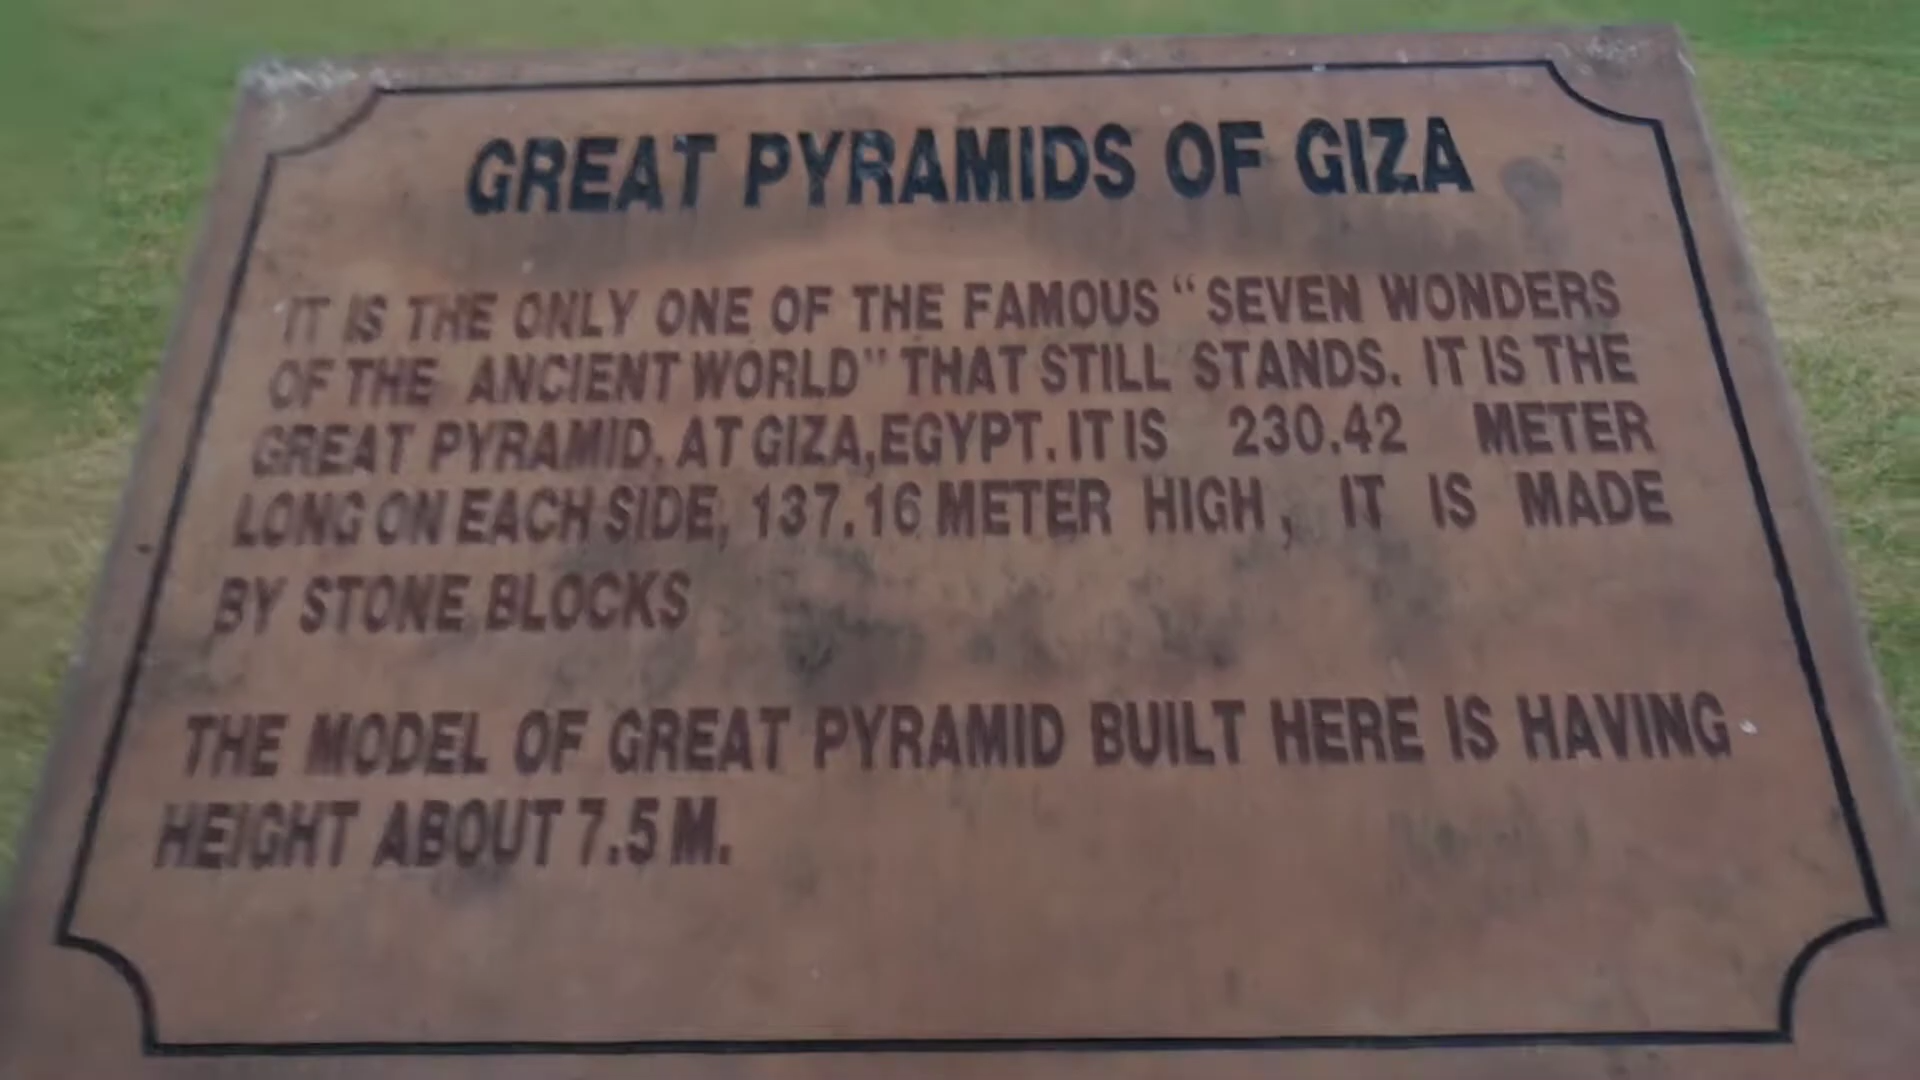 GREAT PYRAMIDS OF GIZA
IT IS THE ONLY ONE OF THE FAMOUS “SEVEN WONDERS
OF THE ANCIENT WORLD” THAT STILL STANDS. IT IS THE
GREAT PYRAMID. AT GIZA,EGYPT. IT IS 230.42 METER
LONG ON EACH SIDE, 137.16 METER HIGH, IT IS MADE
BY STONE BLOCKS
THE MODEL OF GREAT PYRAMID BUILT HERE IS HAVING
HEIGHT ABOUT 7.5 M.